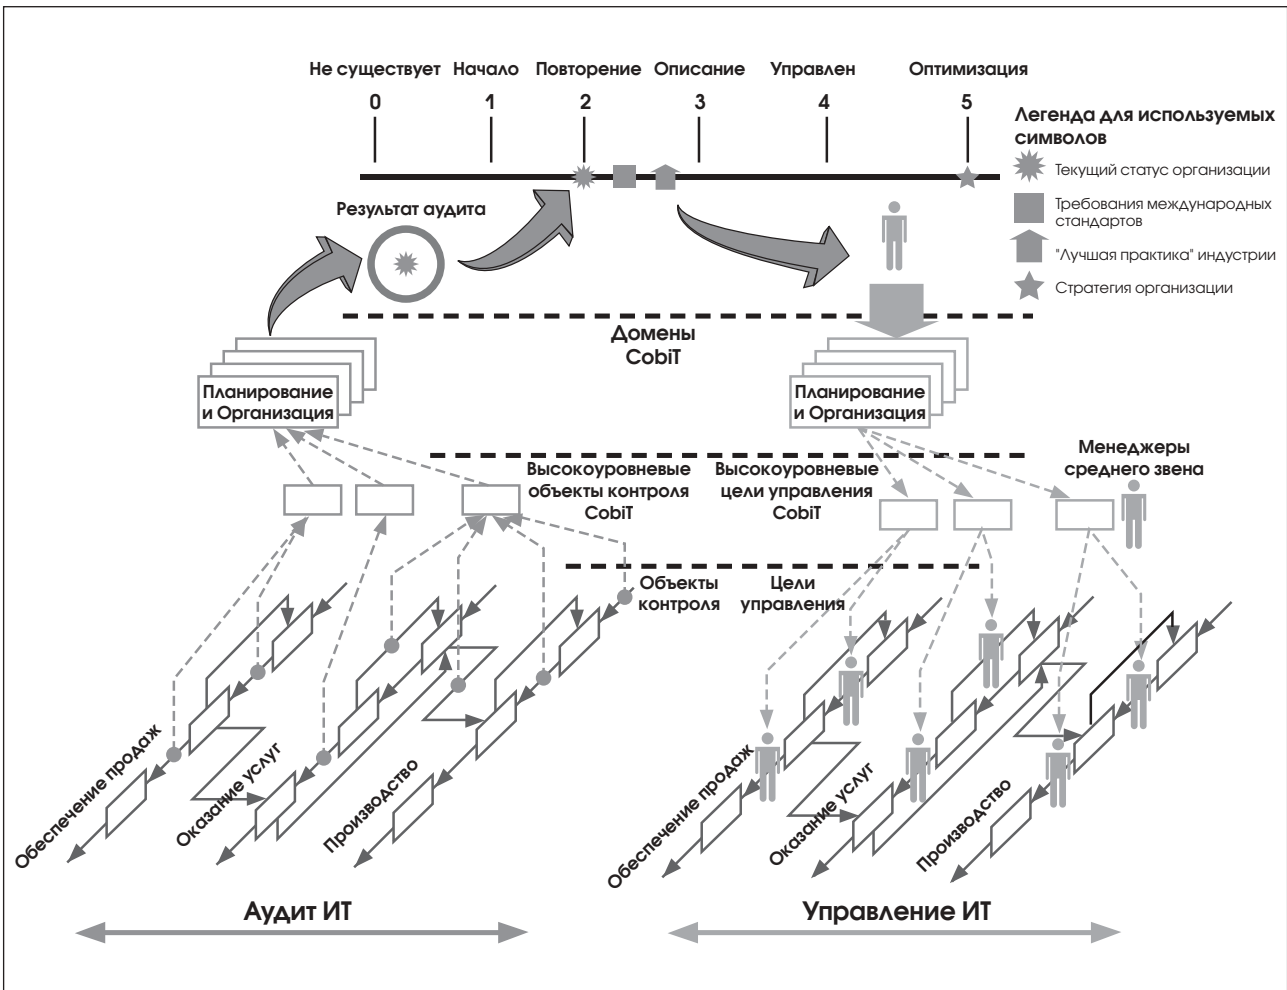 Не существует Начало Повторение Описание Управлен Оптимизация
0 1 2 3 4 5
Легенда для используемых
символов
Текущий статус организации
Требования международных
стандартов
"Лучшая практика" индустрии
Стратегия организации
Результат аудита
Домены
CobiT
Планирование
и Организация
Планирование
и Организация
Менеджеры
среднего звена
Высокоуровневые
объекты контроля
CobiT
Высокоуровневые
цели управления
CobiT
Объекты
контроля
Цели
управления
Обеспечение продаж
Оказание услуг
Производство
Обеспечение продаж
Оказание услуг
Производство
Аудит ИТ
Управление ИТ